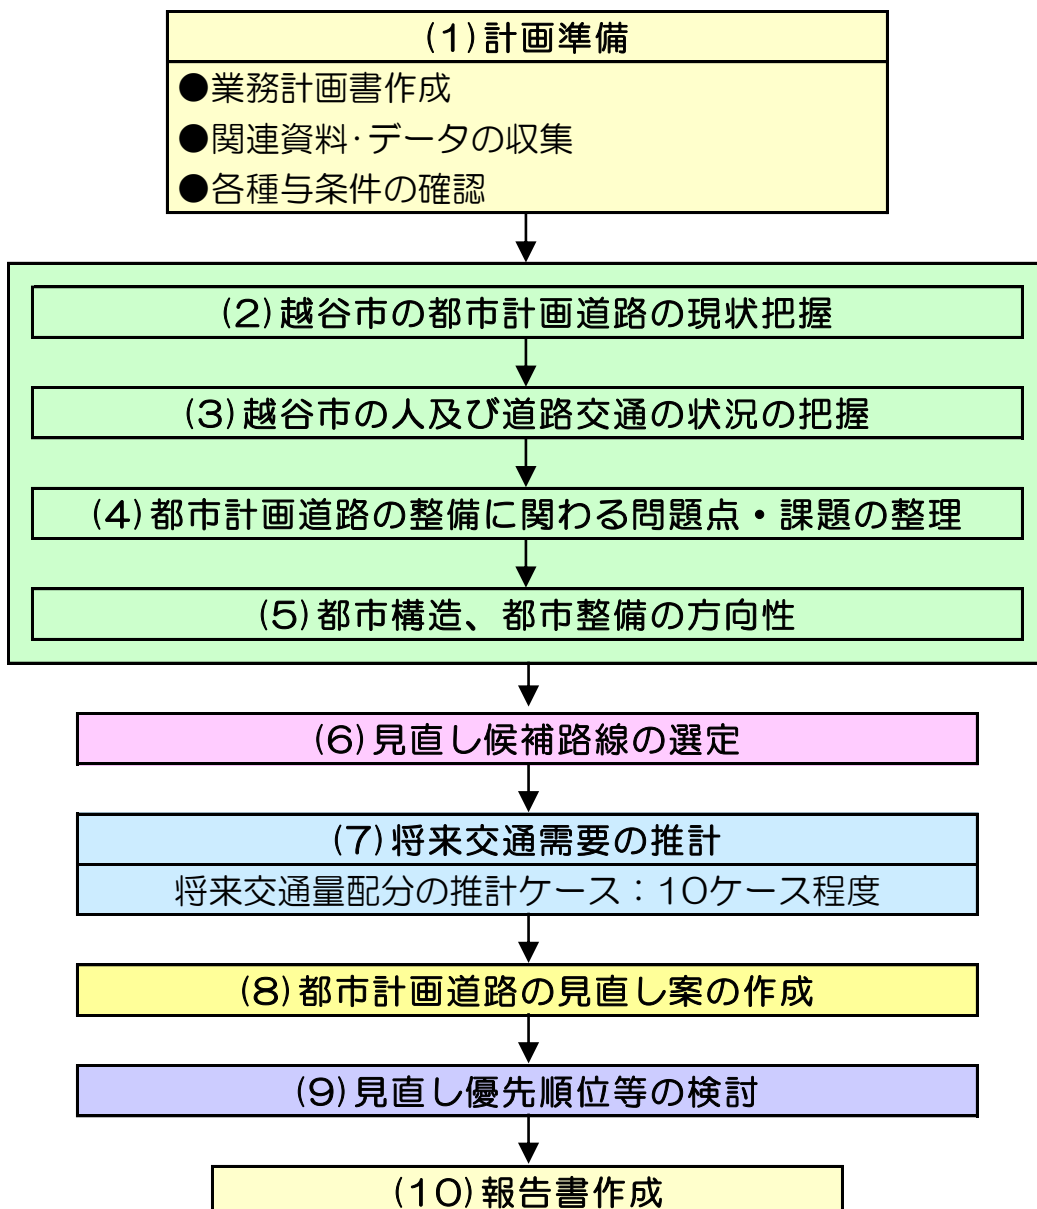 (1)計画準備
●業務計画書作成
●関連資料・データの収集
●各種与条件の確認
(2)越谷市の都市計画道路の現状把握
(3)越谷市の人及び道路交通の状況の把握
(4)都市計画道路の整備に関わる問題点・課題の整理
(5)都市構造、都市整備の方向性
(6)見直し候補路線の選定
(7)将来交通需要の推計
将来交通量配分の推計ケース：10ケース程度
(8)都市計画道路の見直し案の作成
(9)見直し優先順位等の検討
(10)報告書作成